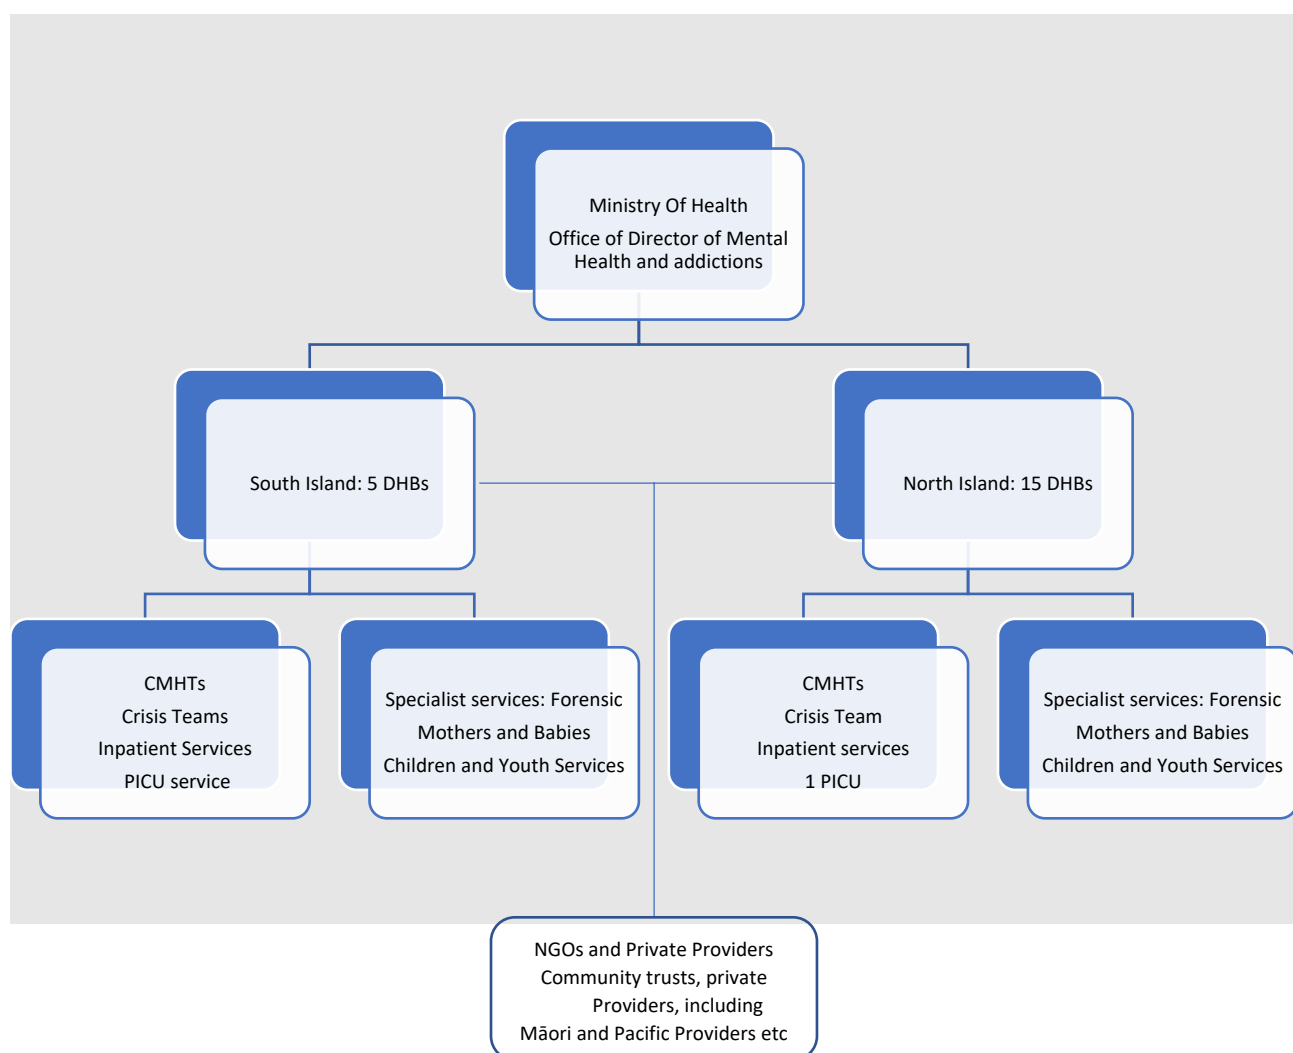 Ministry Of Health
Office of Director of Mental
Health and addictions
South Island: 5 DHBs
North Island: 15 DHBs
CMHTs
Crisis Teams
Inpatient Services
PICU service
Specialist services: Forensic
Mothers and Babies
Children and Youth Services
CMHTs
Crisis Team
Inpatient services
1 PICU
Specialist services: Forensic
Mothers and Babies
Children and Youth Services
NGOs and Private Providers
Community trusts, private
Providers, including
Māori and Pacific Providers etc